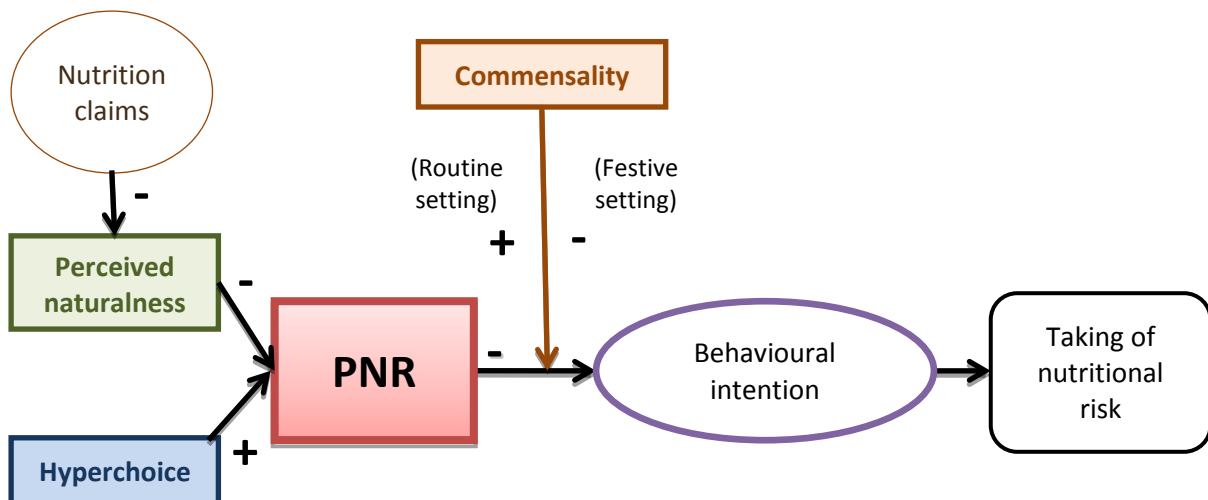 Nutrition
claims
-
Perceived
naturalness
-
Hyperchoice
+
PNR
-
Commensality
(Routine
setting)
+
(Festive
setting)
-
Behavioural
intention
Taking of
nutritional
risk